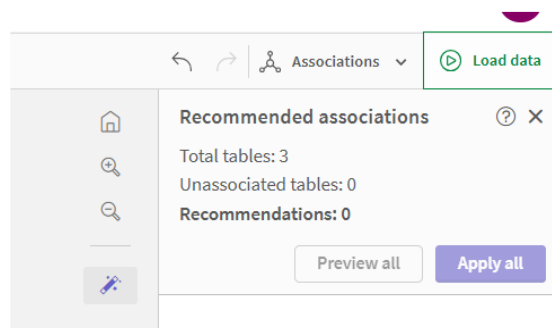 Associations
Load data
Recommended associations
Total tables: 3
Unassociated tables: 0
Recommendations: 0
Preview all
Apply all